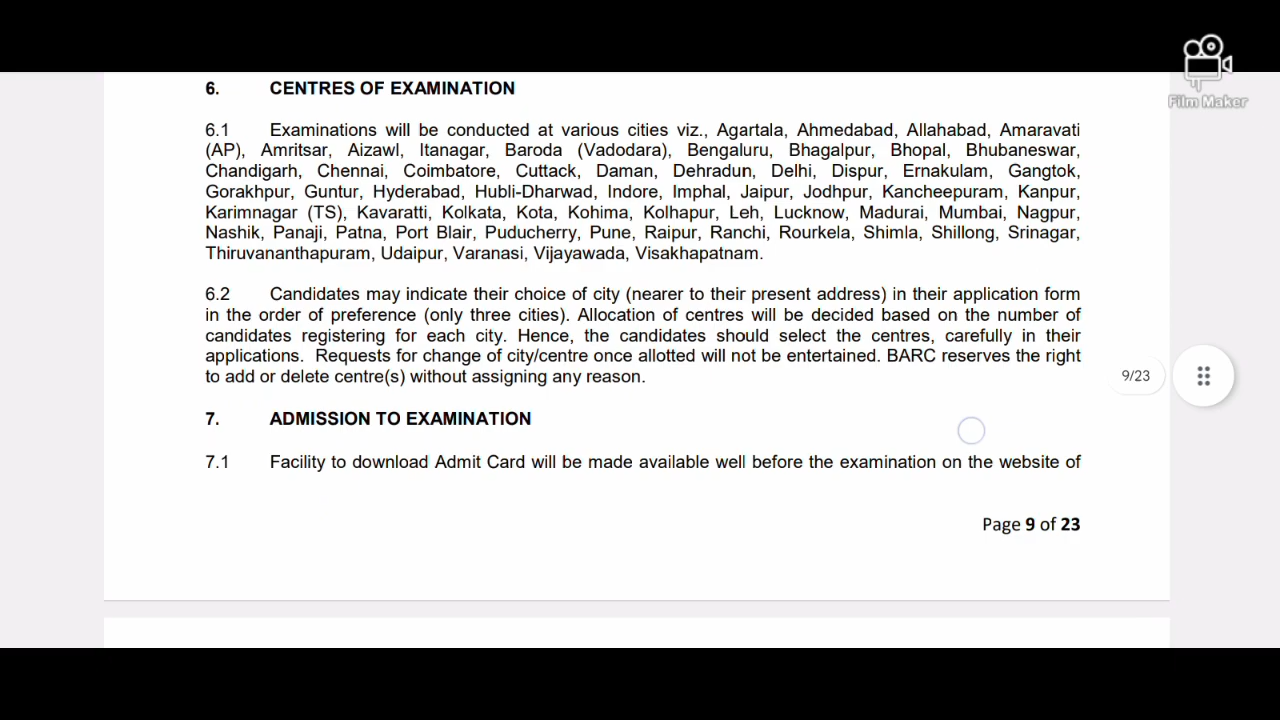 Film Maker
6. CENTRES OF EXAMINATION
6.1 Examinations will be conducted at various cities viz., Agartala, Ahmedabad, Allahabad, Amaravati
(AP), Amritsar, Aizawl, Itanagar, Baroda (Vadodara), Bengaluru, Bhagalpur, Bhopal, Bhubaneswar,
Chandigarh, Chennai, Coimbatore, Cuttack, Daman, Dehradun, Delhi, Dispur, Ernakulam, Gangtok,
Gorakhpur, Guntur, Hyderabad, Hubli-Dharwad, Indore, Imphal, Jaipur, Jodhpur, Kancheepuram, Kanpur,
Karimnagar (TS), Kavaratti, Kolkata, Kota, Kohima, Kolhapur, Leh, Lucknow, Madurai, Mumbai, Nagpur,
Nashik, Panaji, Patna, Port Blair, Puducherry, Pune, Raipur, Ranchi, Rourkela, Shimla, Shillong, Srinagar,
Thiruvananthapuram, Udaipur, Varanasi, Vijayawada, Visakhapatnam.
6.2 Candidates may indicate their choice of city (nearer to their present address) in their application form
in the order of preference (only three cities). Allocation of centres will be decided based on the number of
candidates registering for each city. Hence, the candidates should select the centres, carefully in their
applications. Requests for change of city/centre once allotted will not be entertained. BARC reserves the right
to add or delete centre(s) without assigning any reason.
9/23
7. ADMISSION TO EXAMINATION
7.1 Facility to download Admit Card will be made available well before the examination on the website of
Page 9 of 23